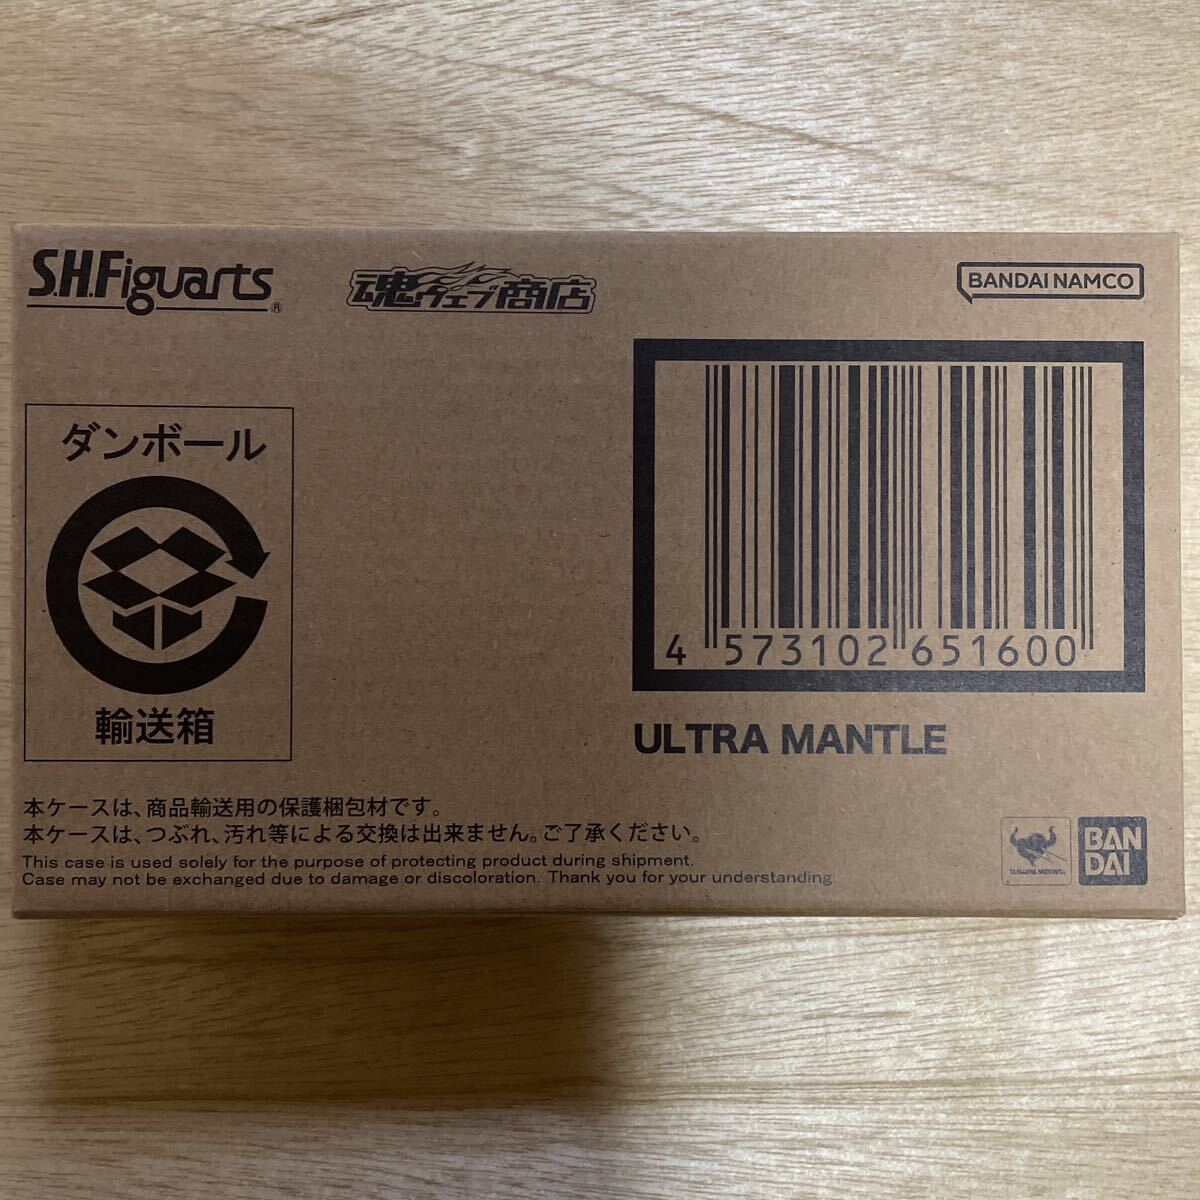 S.H.Figuarts®
魂ウェブ商店
BANDAI NAMCO
ダンボール
輸送箱
4 573102 651600
ULTRA MANTLE
本ケースは、商品輸送用の保護梱包材です。
本ケースは、つぶれ、汚れ等による交換は出来ません。ご了承ください。
This case is used solely for the purpose of protecting product during shipment.
Case may not be exchanged due to damage or discoloration. Thank you for your understanding.
TAMASHII NATIONS
BAN
DAI